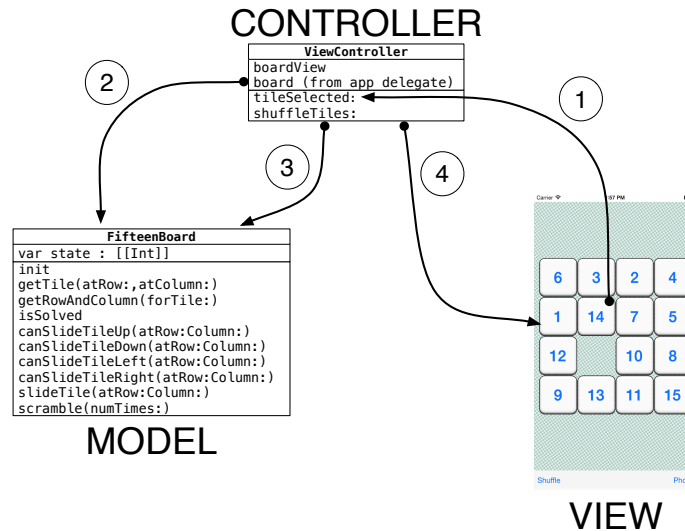 CONTROLLER
ViewController
boardView
board (from app delegate)
tileSelected:
shuffleTiles:
1
2
3
4
FifteenBoard
var state : [[Int]]
init
getTile(atRow:,atColumn:)
getRowAndColumn(forTile:)
isSolved
canSlideTileUp(atRow:Column:)
canSlideTileDown(atRow:Column:)
canSlideTileLeft(atRow:Column:)
canSlideTileRight(atRow:Column:)
slideTile(atRow:Column:)
scramble(numTimes:)
MODEL
Carrier :57 PM
6 3 2 4
1 14 7 5
12 10 8
9 13 11 15
Shuffle Pho
VIEW